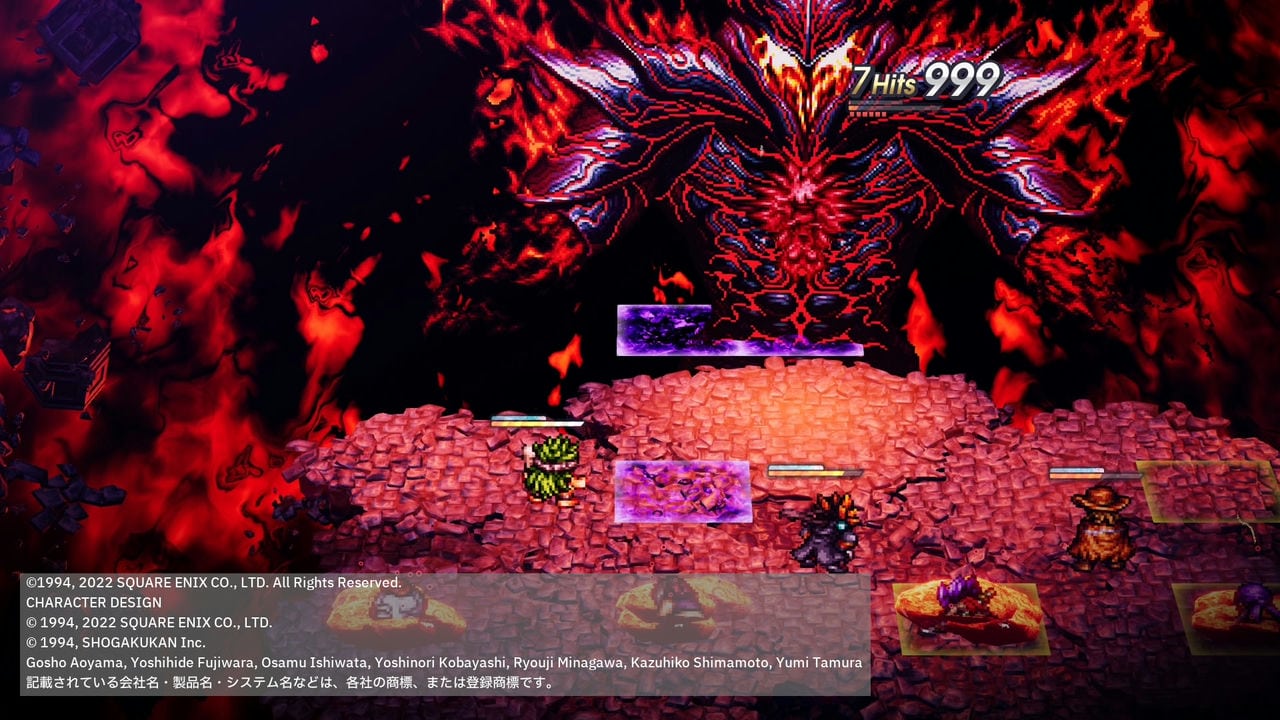 7Hits 999
©1994, 2022 SQUARE ENIX CO., LTD. All Rights Reserved.
CHARACTER DESIGN
© 1994, 2022 SQUARE ENIX CO., LTD.
© 1994, SHOGAKUKAN Inc.
Gosho Aoyama, Yoshihide Fujiwara, Osamu Ishiwata, Yoshinori Kobayashi, Ryouji Minagawa, Kazuhiko Shimamoto, Yumi Tamura
記載されている会社名・製品名・システム名などは、各社の商標、または登録商標です。